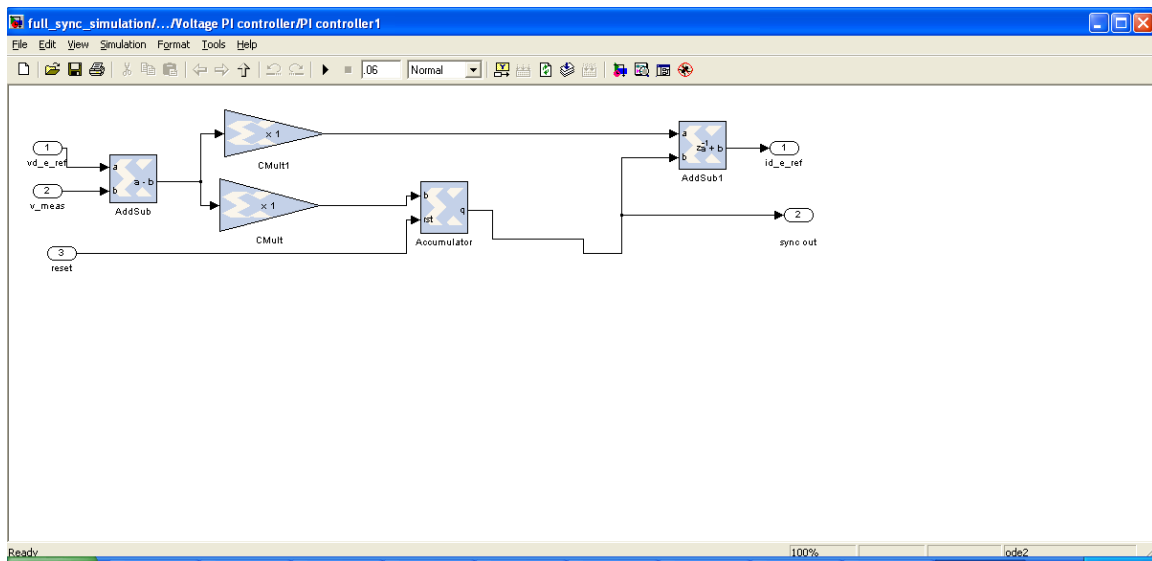 full_sync_simulation/.../Voltage PI controller/PI controller1
File Edit View Simulation Format Tools Help
.06 Normal
1
vd_e_ref
2
v_meas
3
reset
a
b
a - b
AddSub
x 1
CMult1
x 1
CMult
b
rst
q
Accumulator
a
b
z-1
a + b
AddSub1
1
id_e_ref
2
sync out
Ready 100% ode2